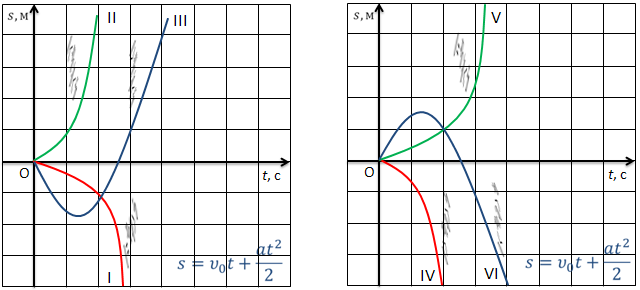 s, м
II
III
O
t, с
I
s = v₀t + at²/2
s, м
V
O
t, с
IV
VI
s = v₀t + at²/2